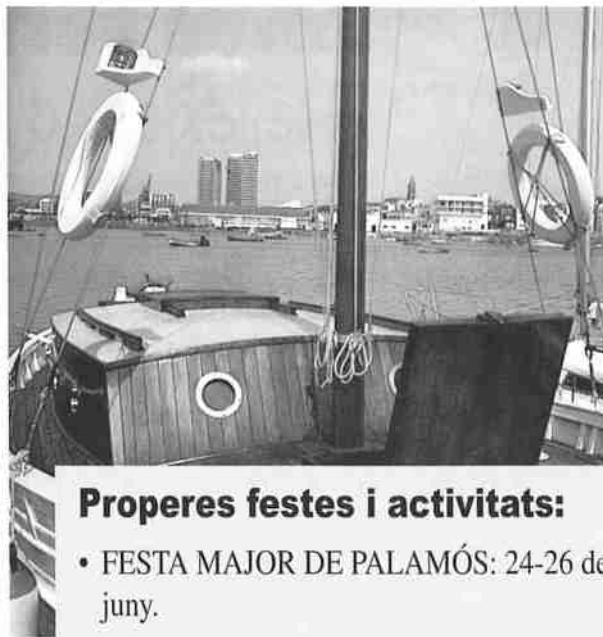 Properes festes i activitats:
• FESTA MAJOR DE PALAMÓS: 24-26 de
juny.